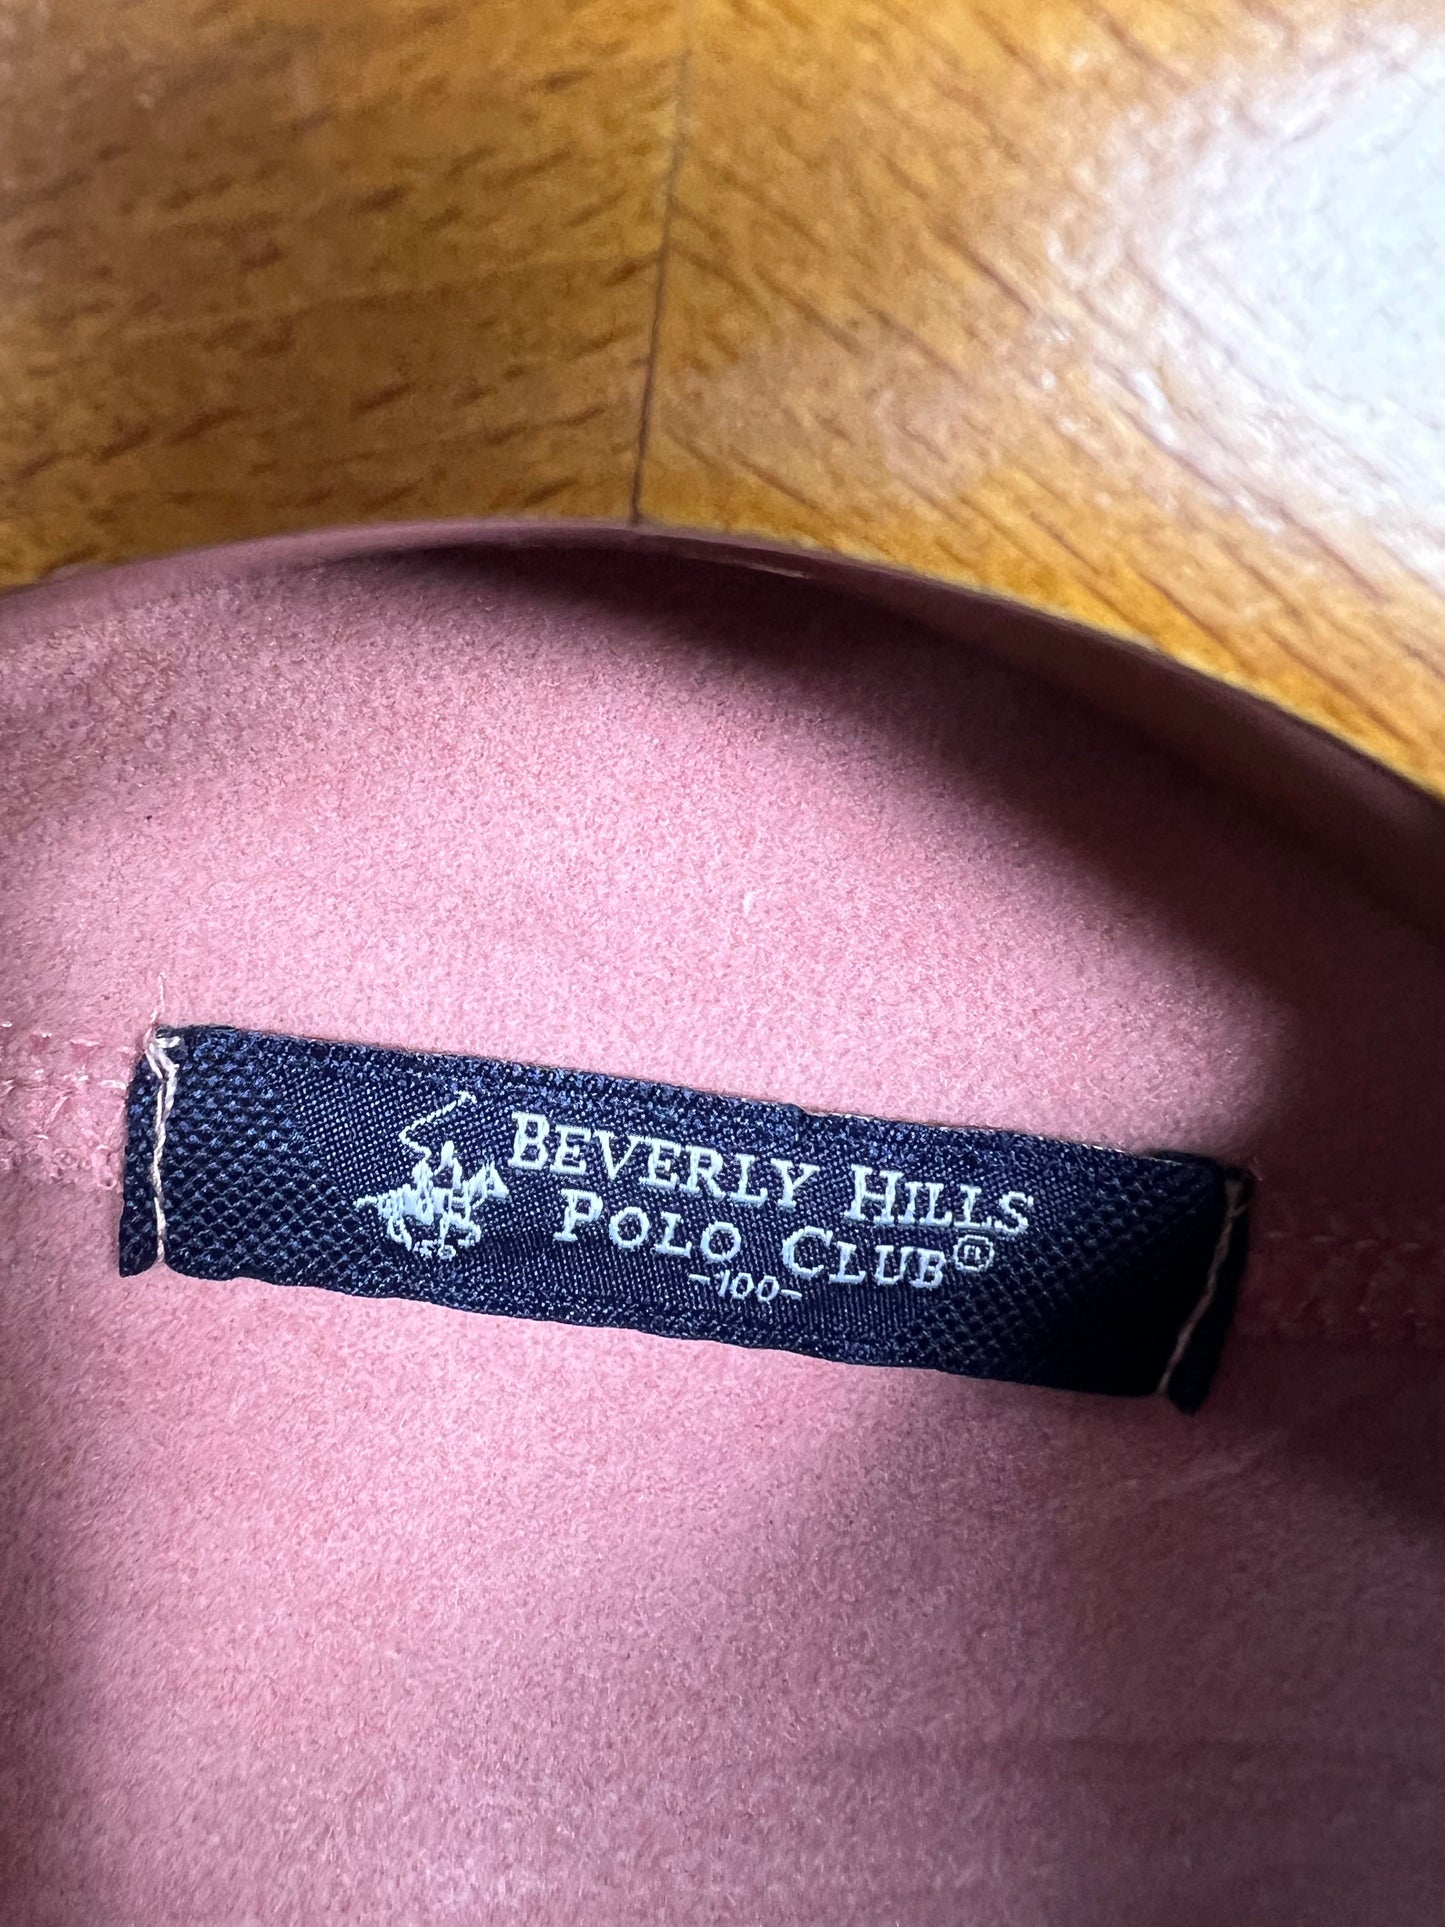 BEVERLY HILLS
POLO CLUB®
-100-